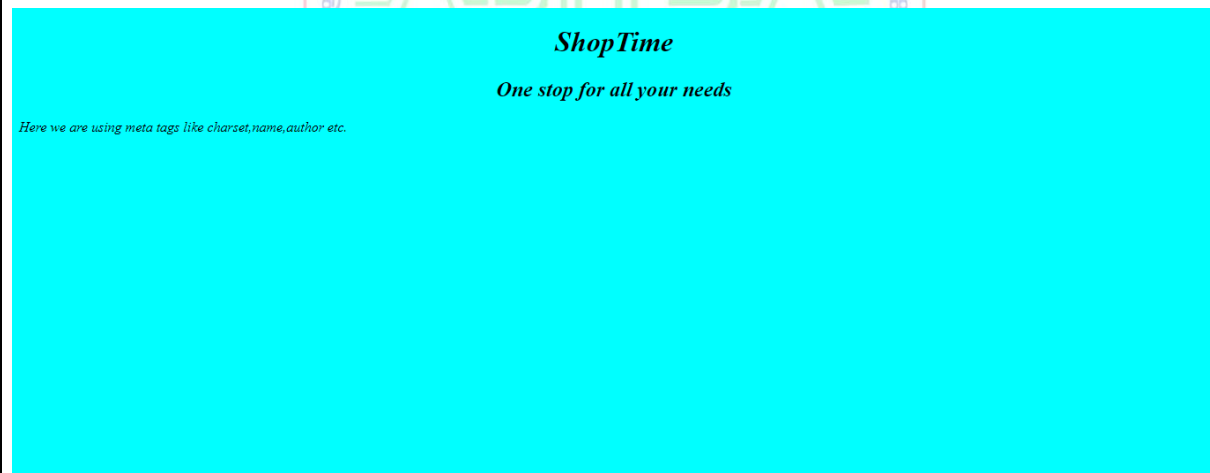 ShopTime
One stop for all your needs
Here we are using meta tags like charset,name,author etc.